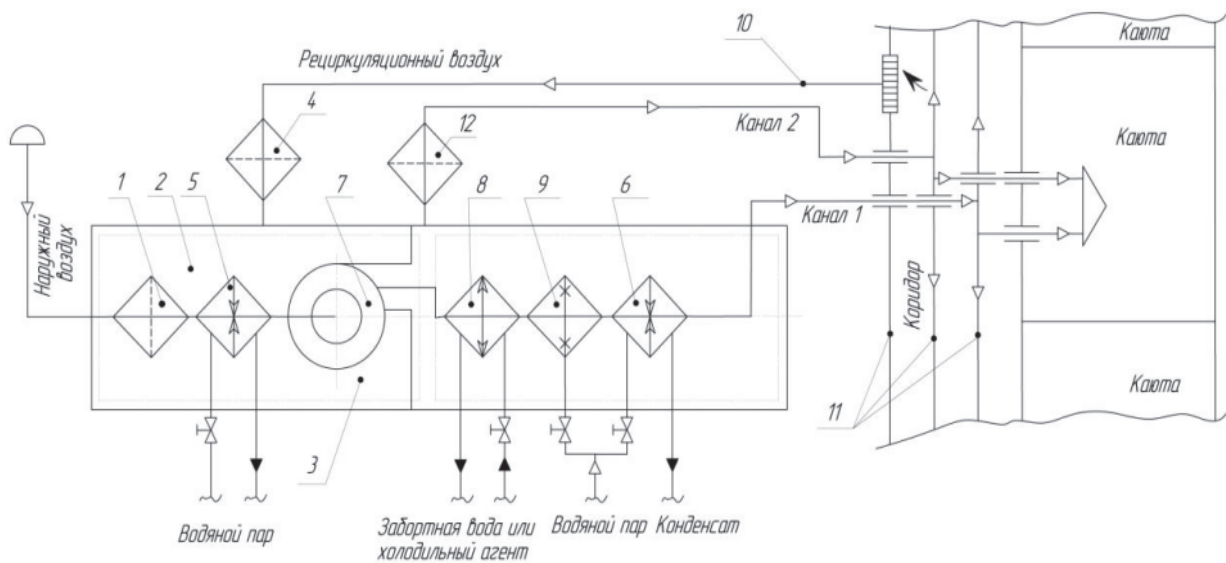 Рециркуляционный воздух
10
Каюта
4
12
Канал 2
Каюта
1
2
5
7
8
9
6
Канал 1
Наружный
воздух
Коридор
3
11
Каюта
Водяной пар
Забортная вода или
холодильный агент
Водяной пар
Конденсат